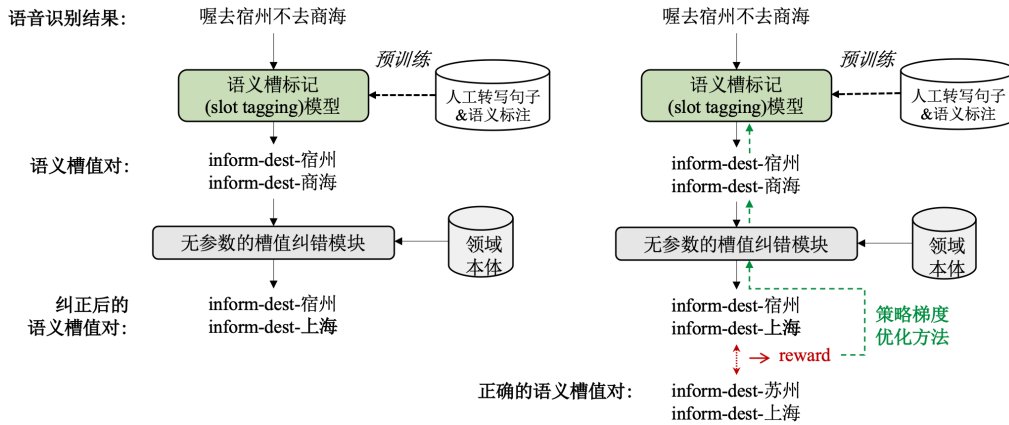 语音识别结果：
喔去宿州不去商海
预训练
语义槽标记
(slot tagging)模型
人工转写句子
&语义标注
语义槽值对：
inform-dest-宿州
inform-dest-商海
无参数的槽值纠错模块
领域
本体
纠正后的
语义槽值对：
inform-dest-宿州
inform-dest-上海
喔去宿州不去商海
预训练
语义槽标记
(slot tagging)模型
人工转写句子
&语义标注
inform-dest-宿州
inform-dest-商海
无参数的槽值纠错模块
领域
本体
inform-dest-宿州
inform-dest-上海
策略梯度
优化方法
reward
正确的语义槽值对：
inform-dest-苏州
inform-dest-上海